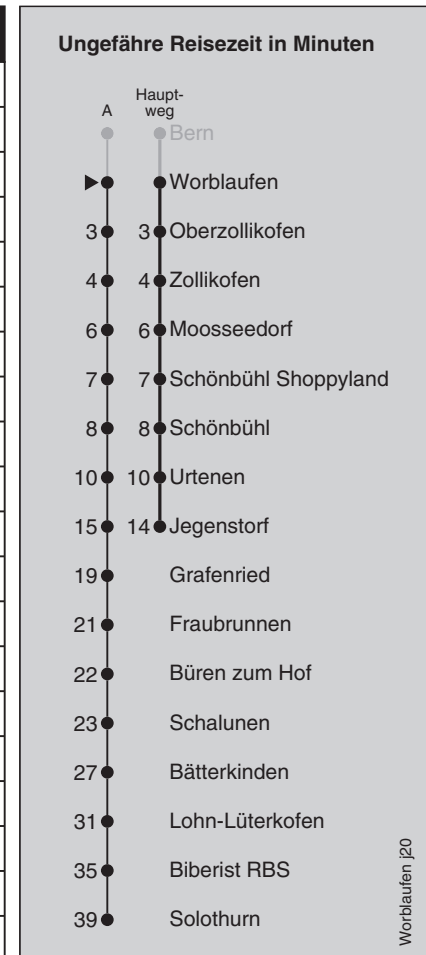 Ungefähre Reisezeit in Minuten
A
Haupt-
weg
Bern
Worblaufen
3 3 Oberzollikofen
4 4 Zollikofen
6 6 Moosseedorf
7 7 Schönbühl Shoppyland
8 8 Schönbühl
10 10 Urtenen
15 14 Jegenstorf
19 Grafenried
21 Fraubrunnen
22 Büren zum Hof
23 Schalunen
27 Bätterkinden
31 Lohn-Lüterkofen
35 Biberist RBS
39 Solothurn
Worblaufen j20